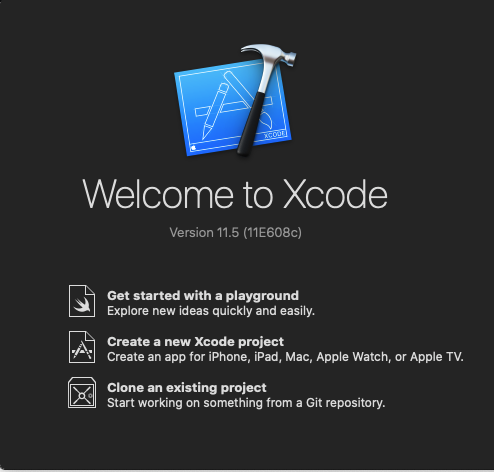 XCODE
Welcome to Xcode
Version 11.5 (11E608c)
Get started with a playground
Explore new ideas quickly and easily.
Create a new Xcode project
Create an app for iPhone, iPad, Mac, Apple Watch, or Apple TV.
Clone an existing project
Start working on something from a Git repository.